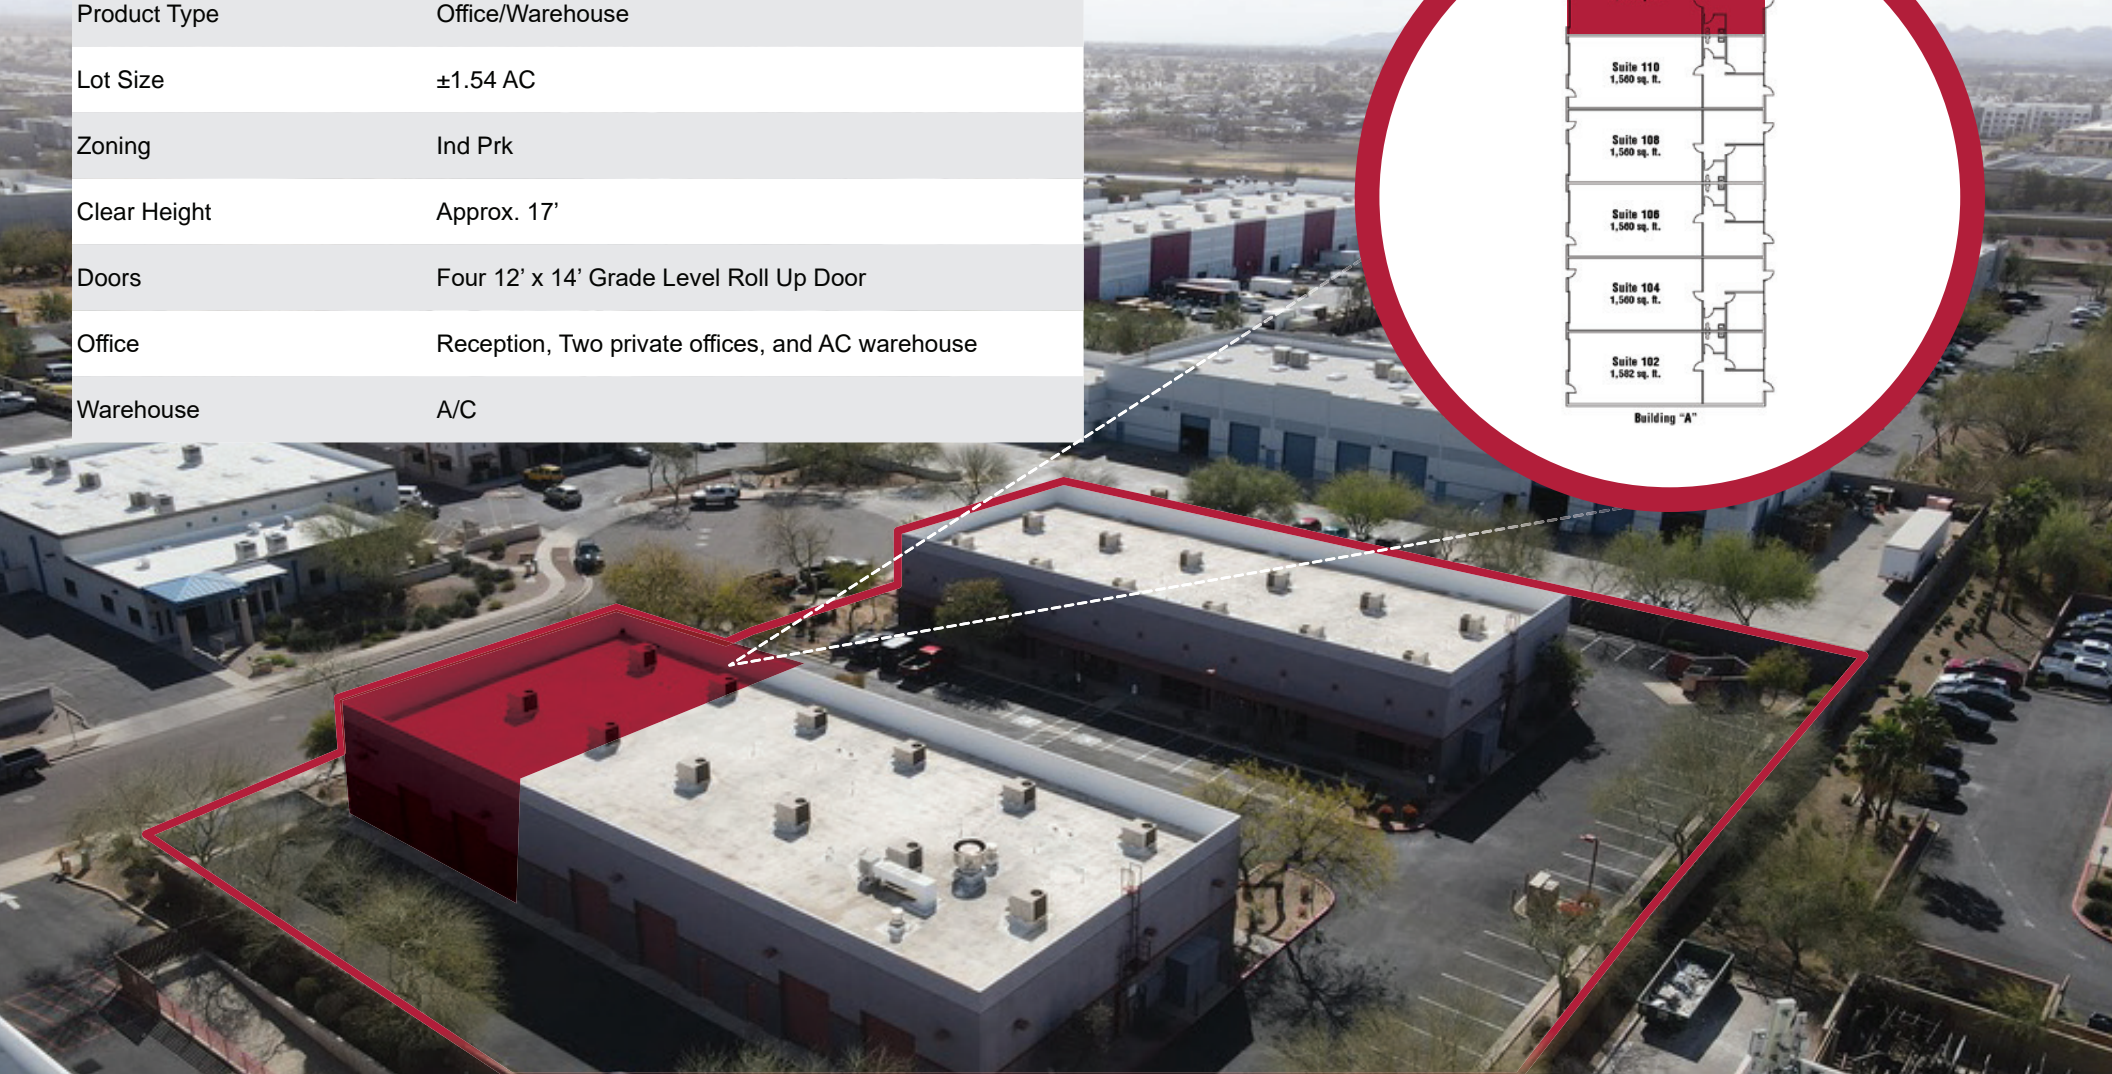 Product Type Office/Warehouse
Lot Size ±1.54 AC
Zoning Ind Prk
Clear Height Approx. 17’
Doors Four 12’ x 14’ Grade Level Roll Up Door
Office Reception, Two private offices, and AC warehouse
Warehouse A/C
Suite 110
1,560 sq. ft.
Suite 108
1,560 sq. ft.
Suite 106
1,560 sq. ft.
Suite 104
1,560 sq. ft.
Suite 102
1,582 sq. ft.
Building “A”